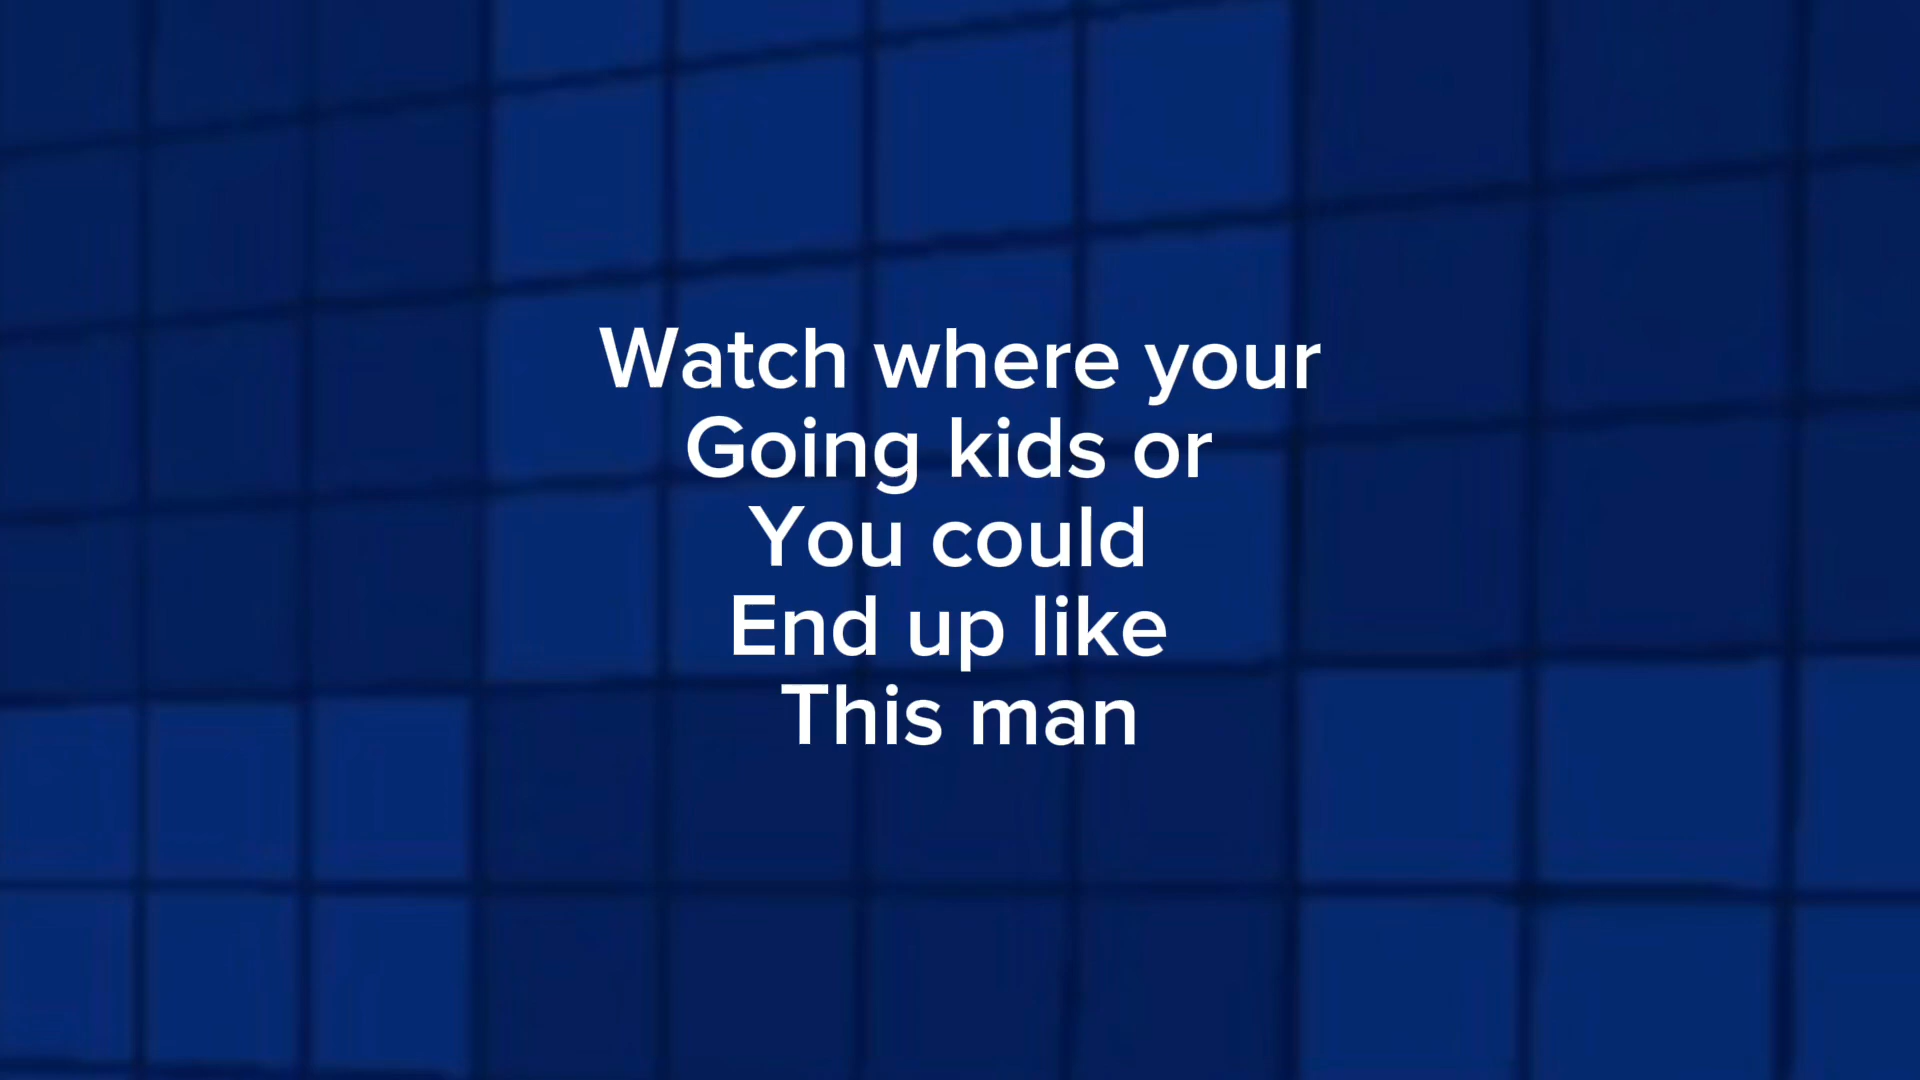 Watch where your
Going kids or
You could
End up like
This man